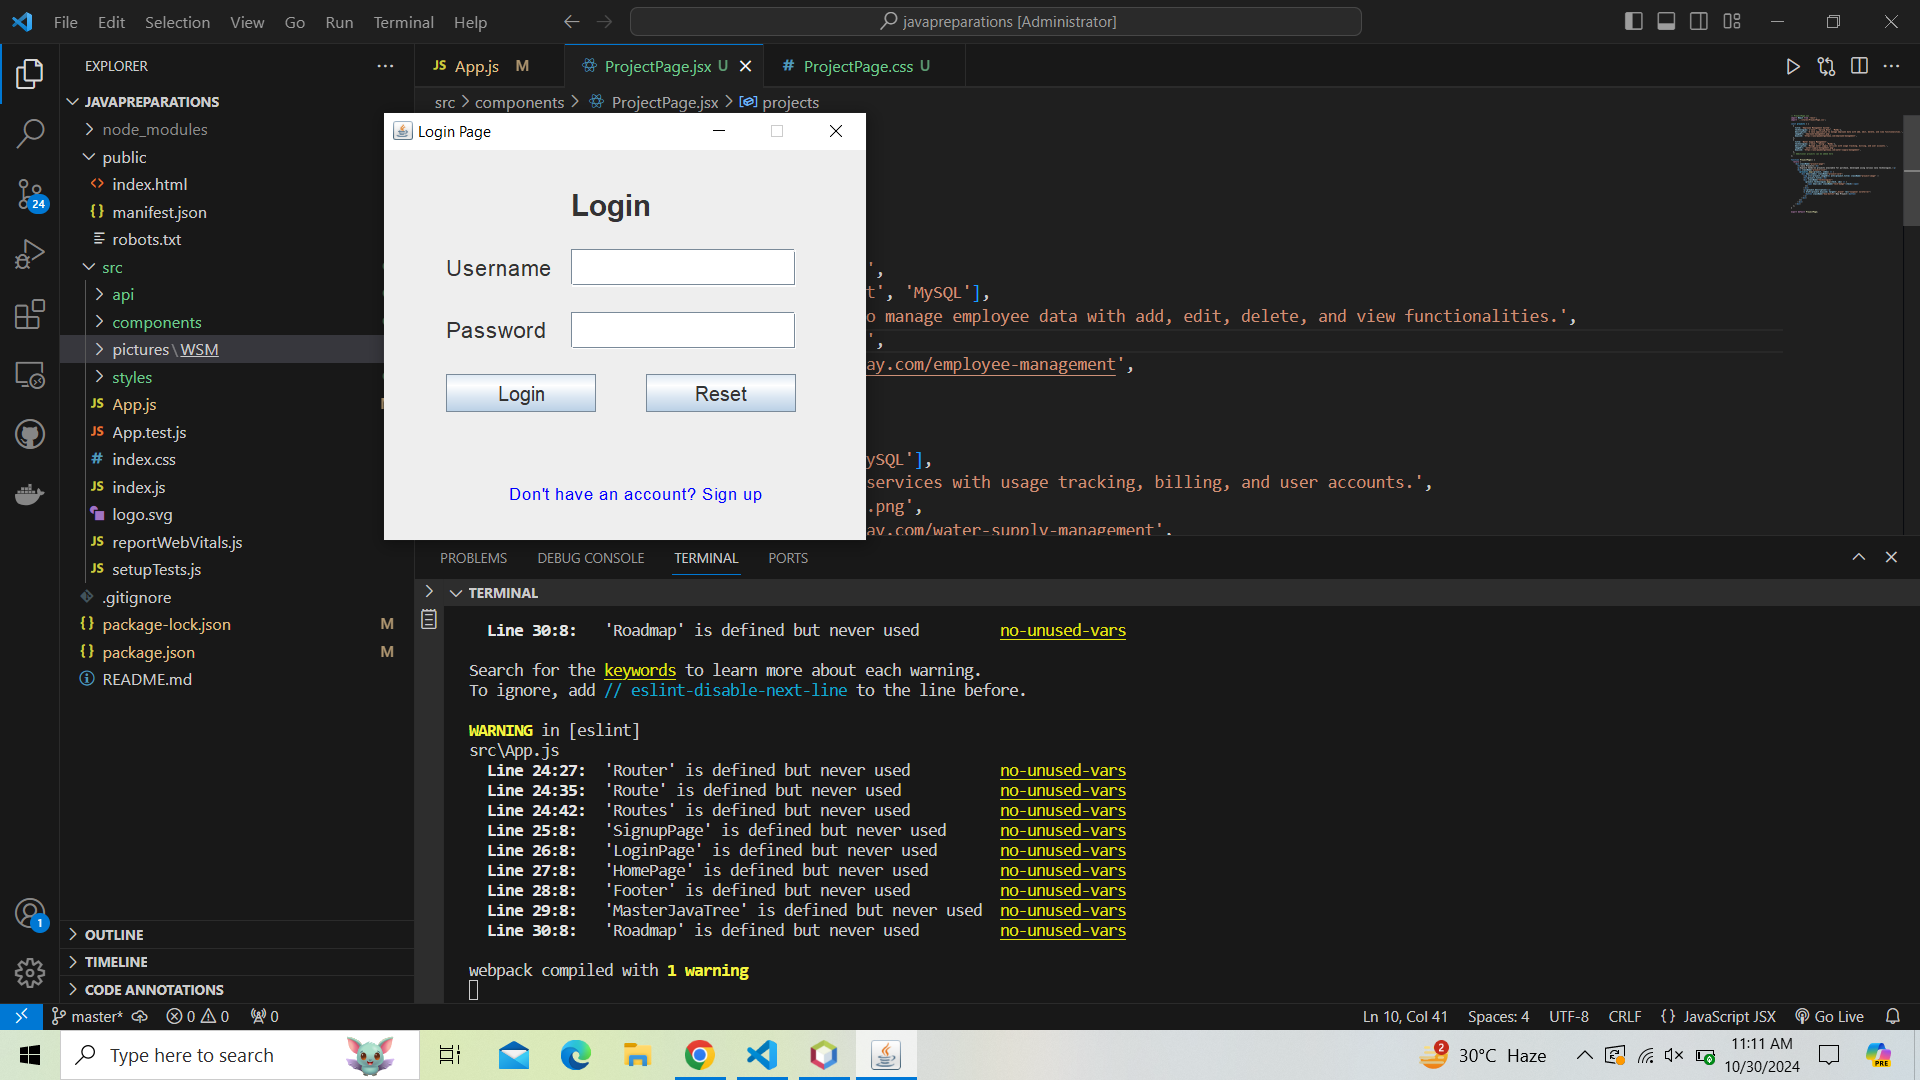 File Edit Selection View Go Run Terminal Help
javapreparations [Administrator]
EXPLORER
JAVAPREPARATIONS
node_modules
public
index.html
manifest.json
robots.txt
src
api
components
pictures\WSM
styles
App.js
App.test.js
index.css
index.js
logo.svg
reportWebVitals.js
setupTests.js
.gitignore
package-lock.json M
package.json M
README.md
OUTLINE
TIMELINE
CODE ANNOTATIONS
24
1
App.js M
ProjectPage.jsx U
ProjectPage.css U
src > components > ProjectPage.jsx > projects
Login Page
Login
Username
Password
Login Reset
Don't have an account? Sign up
',
t', 'MySQL'],
o manage employee data with add, edit, delete, and view functionalities.',
',
ay.com/employee-management',
ySQL'],
services with usage tracking, billing, and user accounts.',
.png',
ay.com/water-supply-management',
PROBLEMS DEBUG CONSOLE TERMINAL PORTS
TERMINAL
Line 30:8: 'Roadmap' is defined but never used no-unused-vars
Search for the keywords to learn more about each warning.
To ignore, add // eslint-disable-next-line to the line before.
WARNING in [eslint]
src\App.js
Line 24:27: 'Router' is defined but never used no-unused-vars
Line 24:35: 'Route' is defined but never used no-unused-vars
Line 24:42: 'Routes' is defined but never used no-unused-vars
Line 25:8: 'SignupPage' is defined but never used no-unused-vars
Line 26:8: 'LoginPage' is defined but never used no-unused-vars
Line 27:8: 'HomePage' is defined but never used no-unused-vars
Line 28:8: 'Footer' is defined but never used no-unused-vars
Line 29:8: 'MasterJavaTree' is defined but never used no-unused-vars
Line 30:8: 'Roadmap' is defined but never used no-unused-vars
webpack compiled with 1 warning
master* 0 0 0
Ln 10, Col 41 Spaces: 4 UTF-8 CRLF {} JavaScript JSX Go Live
Type here to search
2
30°C Haze
PRE
11:11 AM
10/30/2024